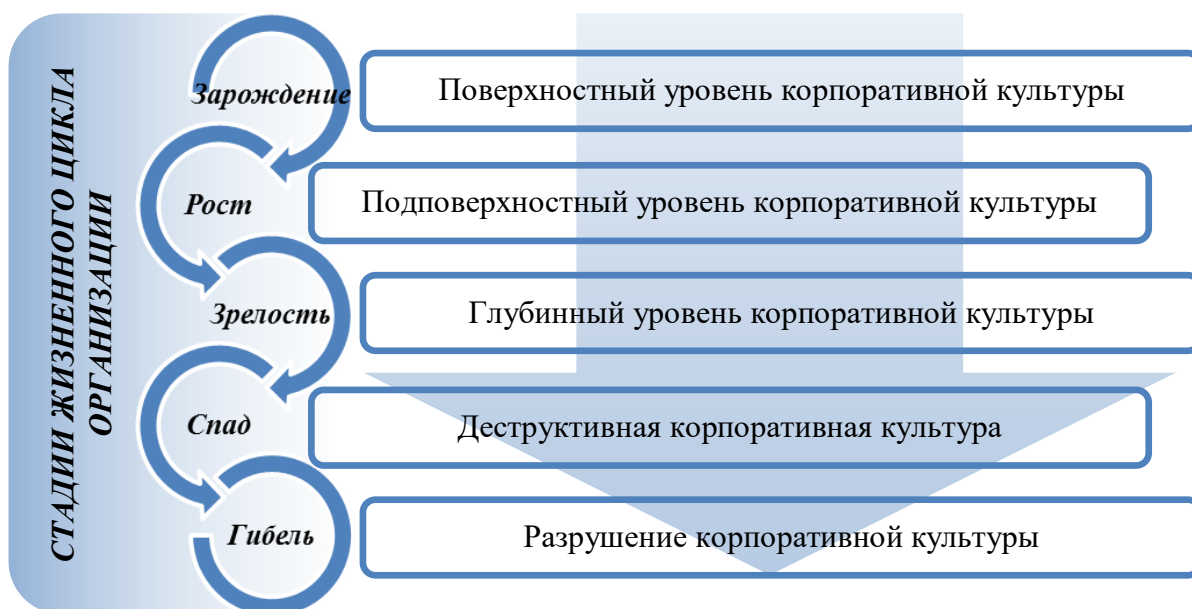 СТАДИИ ЖИЗНЕННОГО ЦИКЛА
ОРГАНИЗАЦИИ
Зарождение
Поверхностный уровень корпоративной культуры
Рост
Подповерхностный уровень корпоративной культуры
Зрелость
Глубинный уровень корпоративной культуры
Спад
Деструктивная корпоративная культура
Гибель
Разрушение корпоративной культуры